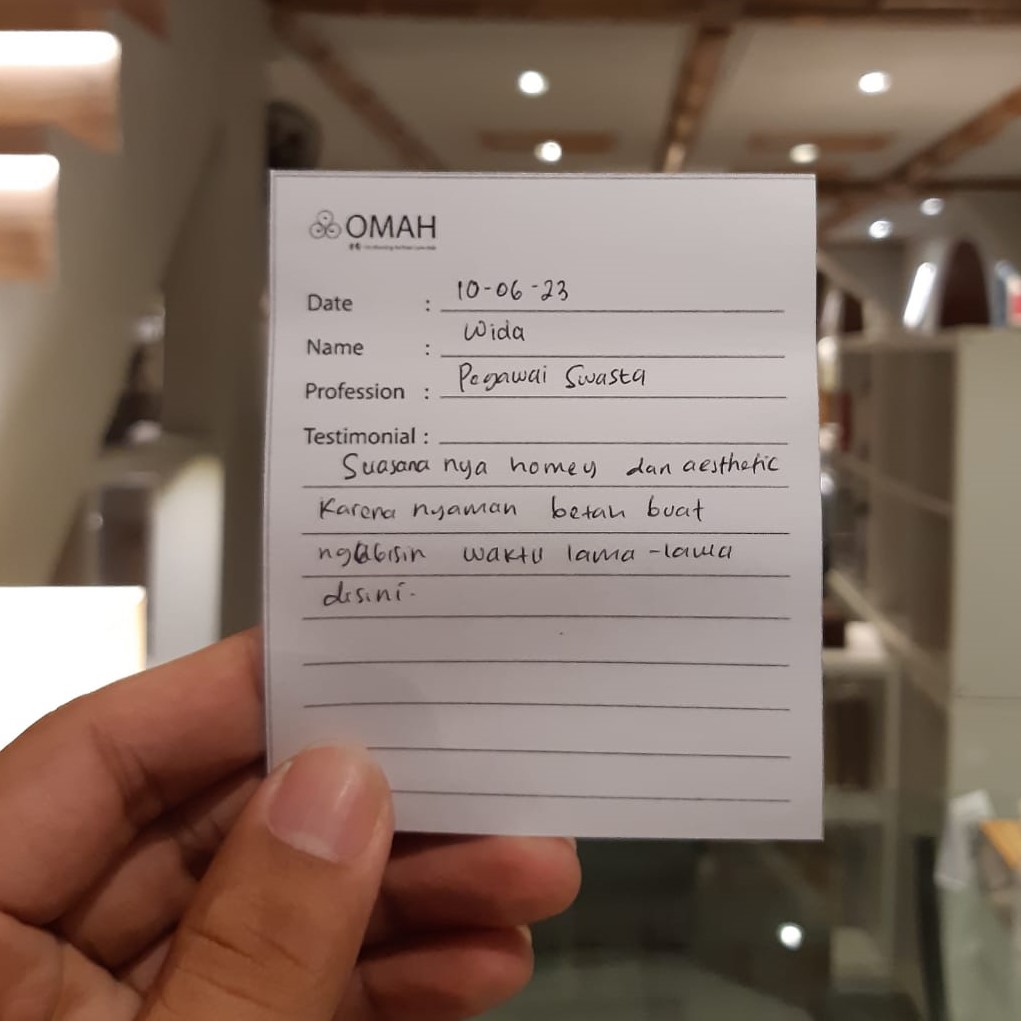 OMAH
Date : 10-06-23
Name : Wida
Profession : Pegawai Swasta
Testimonial :
Suasana nya homey dan aesthetic
Karena nyaman betah buat
ngabisin waktu lama-lama
disini.